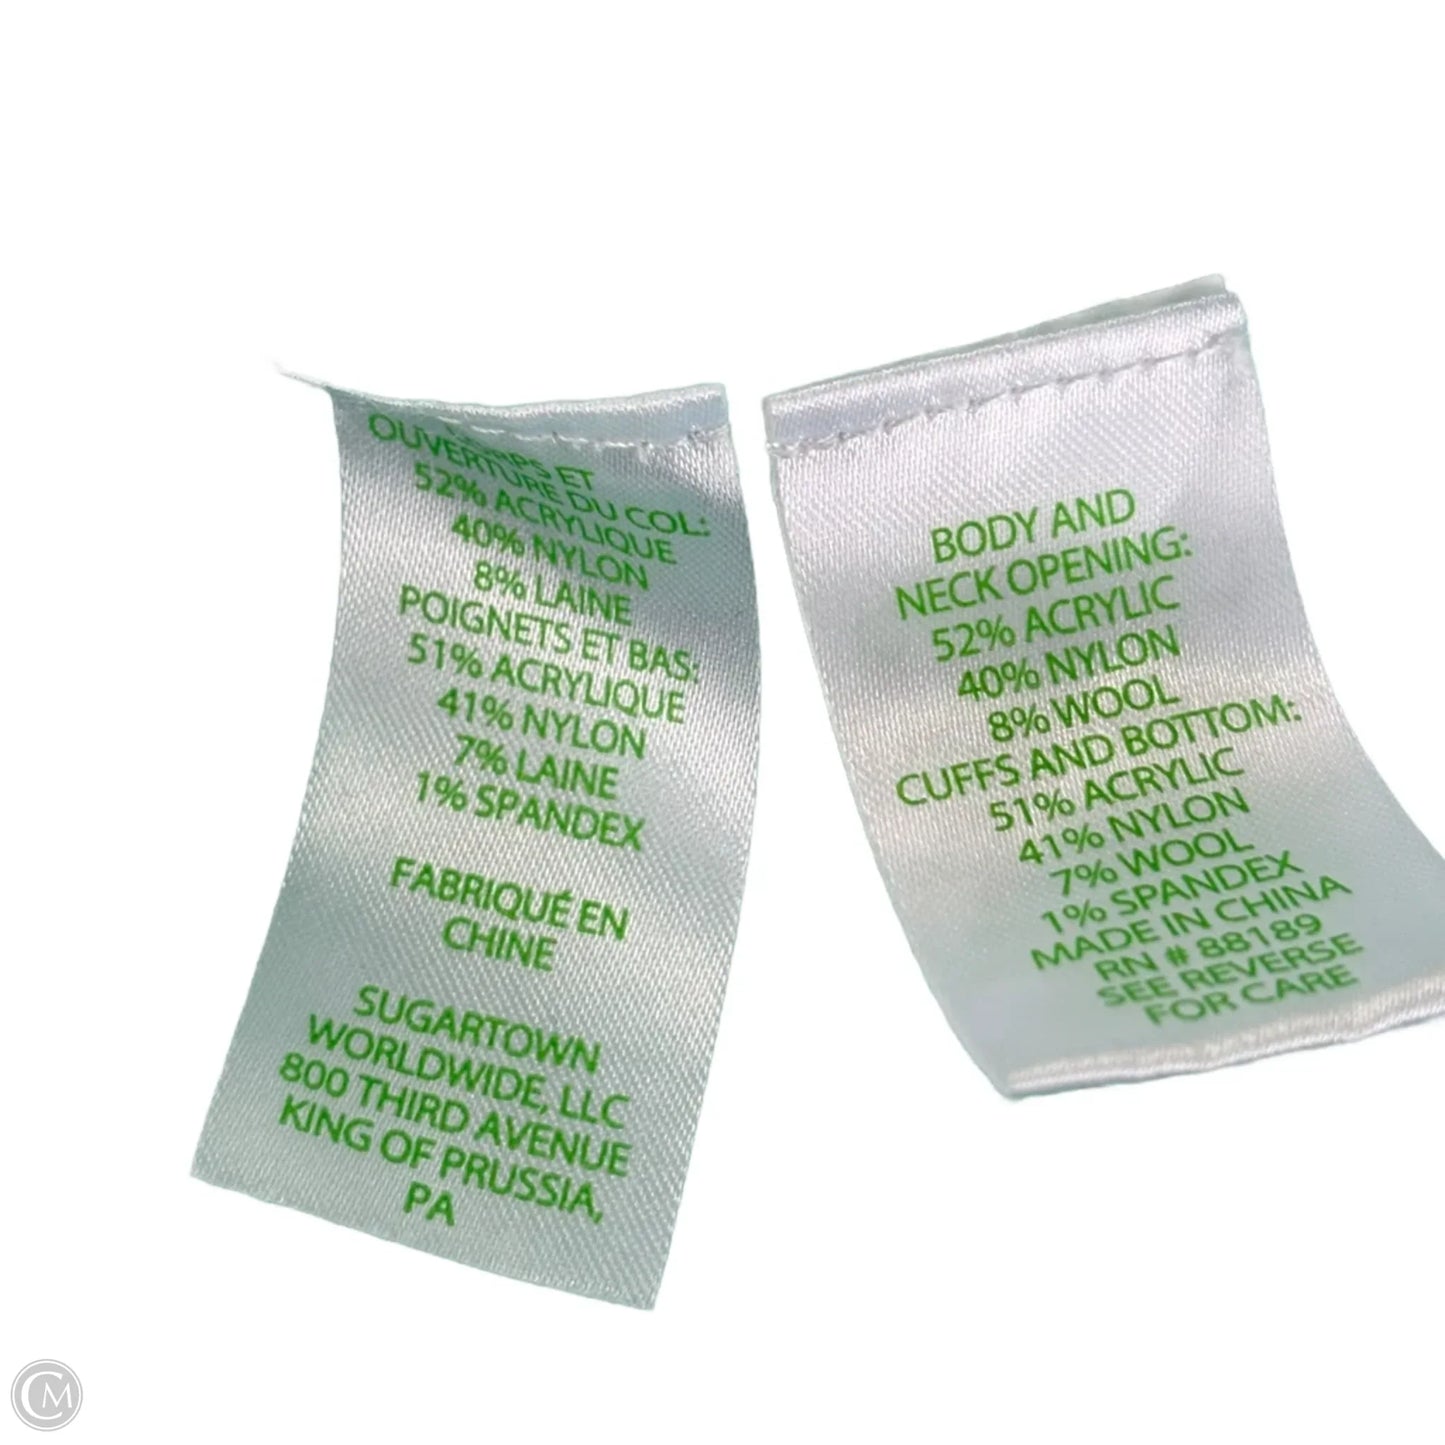 CORPS ET
OUVERTURE DU COL:
52% ACRYLIQUE
40% NYLON
8% LAINE
POIGNETS ET BAS:
51% ACRYLIQUE
41% NYLON
7% LAINE
1% SPANDEX
FABRIQUÉ EN
CHINE
SUGARTOWN
WORLDWIDE, LLC
800 THIRD AVENUE
KING OF PRUSSIA,
PA
BODY AND
NECK OPENING:
52% ACRYLIC
40% NYLON
8% WOOL
CUFFS AND BOTTOM:
51% ACRYLIC
41% NYLON
7% WOOL
1% SPANDEX
MADE IN CHINA
RN # 88189
SEE REVERSE
FOR CARE
CM